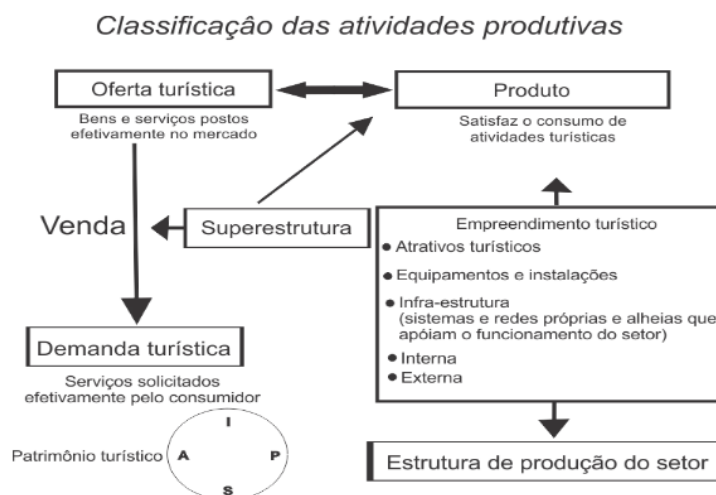 Classificação das atividades produtivas
Oferta turística
Produto
Bens e serviços postos
efetivamente no mercado
Satisfaz o consumo de
atividades turísticas
Venda
Superestrutura
Empreendimento turístico
Atrativos turísticos
Equipamentos e instalações
Infra-estrutura
(sistemas e redes próprias e alheias que
apóiam o funcionamento do setor)
Interna
Externa
Demanda turística
Serviços solicitados
efetivamente pelo consumidor
Patrimônio turístico
I
A P
S
Estrutura de produção do setor